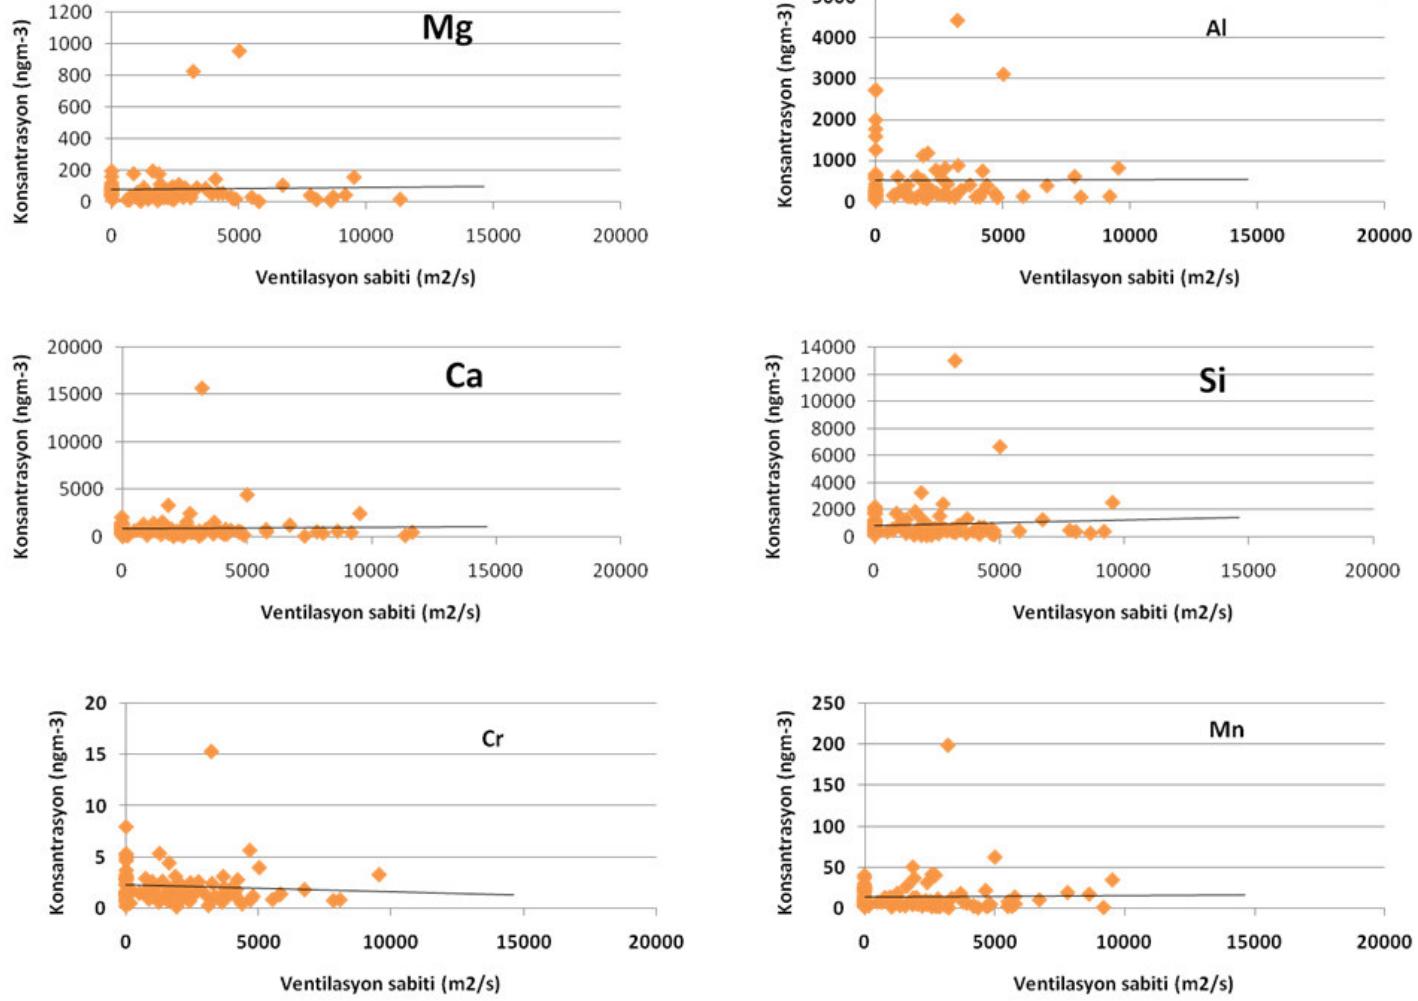 Mg
Konsantrasyon (ngm-3)
1200
1000
800
600
400
200
0
0 5000 10000 15000 20000
Ventilasyon sabiti (m2/s)
Al
Konsantrasyon (ngm-3)
5000
4000
3000
2000
1000
0
0 5000 10000 15000 20000
Ventilasyon sabiti (m2/s)
Ca
Konsantrasyon (ngm-3)
20000
15000
10000
5000
0
0 5000 10000 15000 20000
Ventilasyon sabiti (m2/s)
Si
Konsantrasyon (ngm-3)
14000
12000
10000
8000
6000
4000
2000
0
0 5000 10000 15000 20000
Ventilasyon sabiti (m2/s)
Cr
Konsantrasyon (ngm-3)
20
15
10
5
0
0 5000 10000 15000 20000
Ventilasyon sabiti (m2/s)
Mn
Konsantrasyon (ngm-3)
250
200
150
100
50
0
0 5000 10000 15000 20000
Ventilasyon sabiti (m2/s)